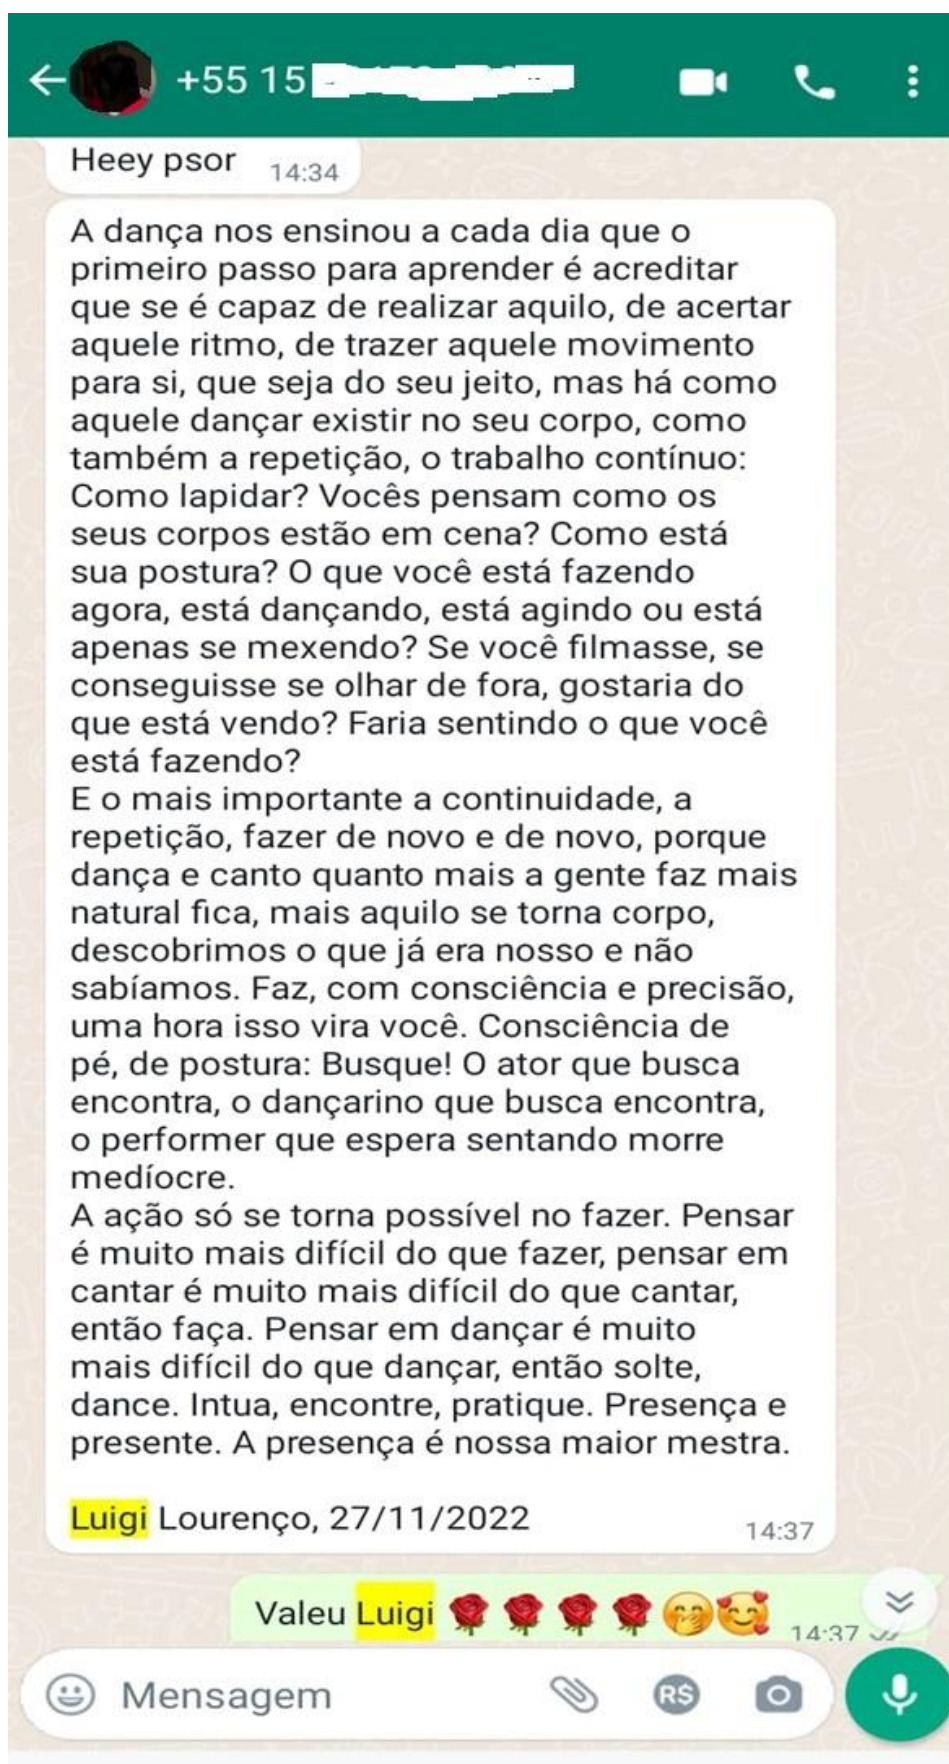 +55 15
Heey psor 14:34
A dança nos ensinou a cada dia que o
primeiro passo para aprender é acreditar
que se é capaz de realizar aquilo, de acertar
aquele ritmo, de trazer aquele movimento
para si, que seja do seu jeito, mas há como
aquele dançar existir no seu corpo, como
também a repetição, o trabalho contínuo:
Como lapidar? Vocês pensam como os
seus corpos estão em cena? Como está
sua postura? O que você está fazendo
agora, está dançando, está agindo ou está
apenas se mexendo? Se você filmasse, se
conseguisse se olhar de fora, gostaria do
que está vendo? Faria sentindo o que você
está fazendo?
E o mais importante a continuidade, a
repetição, fazer de novo e de novo, porque
dança e canto quanto mais a gente faz mais
natural fica, mais aquilo se torna corpo,
descobrimos o que já era nosso e não
sabíamos. Faz, com consciência e precisão,
uma hora isso vira você. Consciência de
pé, de postura: Busque! O ator que busca
encontra, o dançarino que busca encontra,
o performer que espera sentando morre
medíocre.
A ação só se torna possível no fazer. Pensar
é muito mais difícil do que fazer, pensar em
cantar é muito mais difícil do que cantar,
então faça. Pensar em dançar é muito
mais difícil do que dançar, então solte,
dance. Intua, encontre, pratique. Presença e
presente. A presença é nossa maior mestra.
Luigi Lourenço, 27/11/2022 14:37
Valeu Luigi 🌹🌹🌹🌹🤭🥰 14:37
Mensagem R$